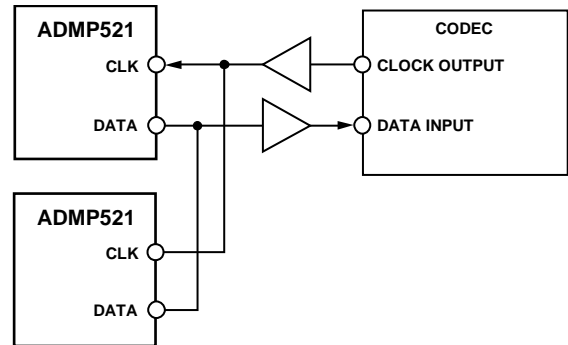 ADMP521
CLK
DATA
CODEC
CLOCK OUTPUT
DATA INPUT
ADMP521
CLK
DATA